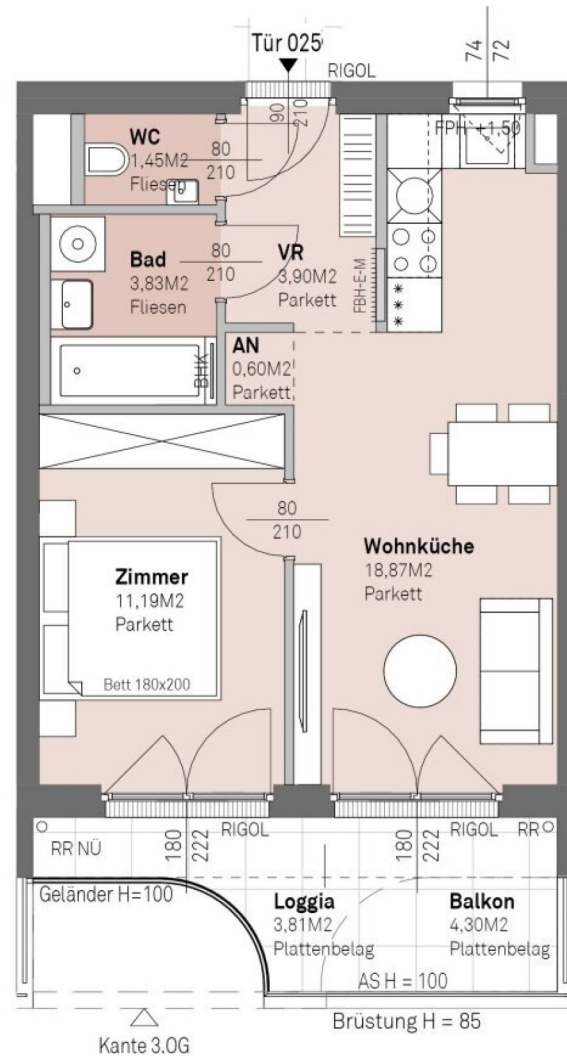 Tür 025
74
72
RIGOL
90
210
FPH +1,50
WC
1,45M2
Fliesen
80
210
Bad
3,83M2
Fliesen
80
210
VR
3,90M2
Parkett
FBH-E-M
AN
0,60M2
Parkett
BHK
80
210
Zimmer
11,19M2
Parkett
Wohnküche
18,87M2
Parkett
Bett 180x200
RR NÜ
180
222
RIGOL
180
222
RIGOL
RR
Geländer H=100
Loggia
3,81M2
Plattenbelag
Balkon
4,30M2
Plattenbelag
AS H = 100
Brüstung H = 85
Kante 3.OG